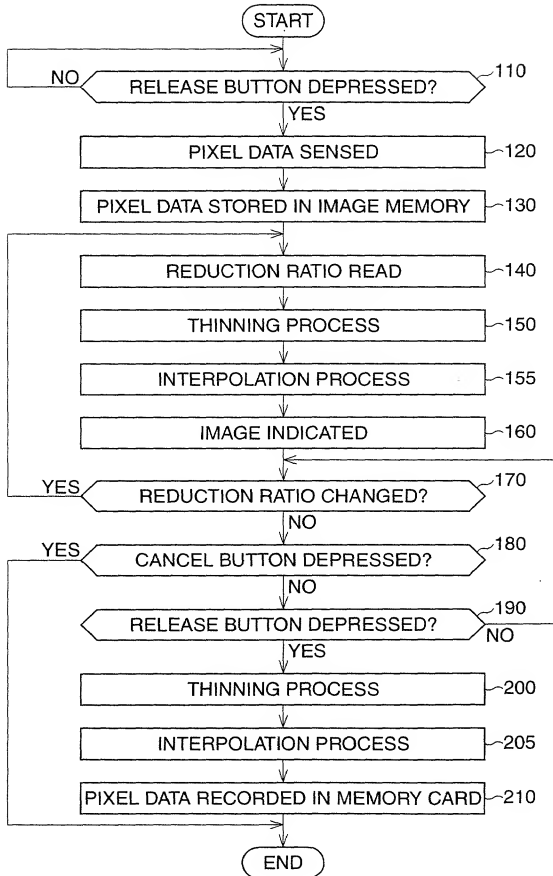 START
NO
RELEASE BUTTON DEPRESSED?
110
YES
PIXEL DATA SENSED
120
PIXEL DATA STORED IN IMAGE MEMORY
130
REDUCTION RATIO READ
140
THINNING PROCESS
150
INTERPOLATION PROCESS
155
IMAGE INDICATED
160
YES
REDUCTION RATIO CHANGED?
170
NO
YES
CANCEL BUTTON DEPRESSED?
180
NO
RELEASE BUTTON DEPRESSED?
190
NO
YES
THINNING PROCESS
200
INTERPOLATION PROCESS
205
PIXEL DATA RECORDED IN MEMORY CARD
210
END